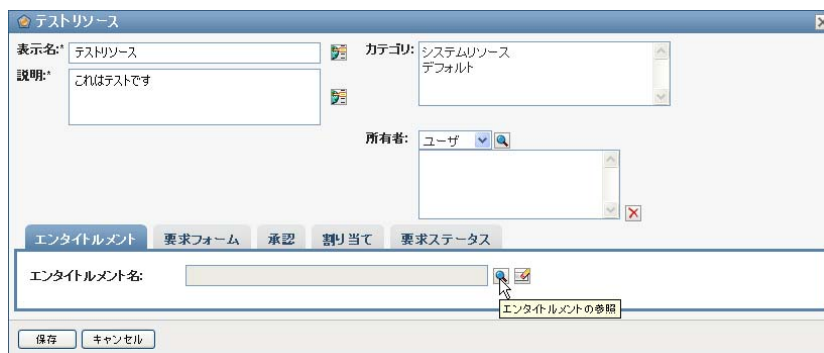 テストリソース
表示名:* テストリソース
カテゴリ: システムリソース
デフォルト
説明:* これはテストです
所有者: ユーザ
エンタイトルメント 要求フォーム 承認 割り当て 要求ステータス
エンタイトルメント名:
エンタイトルメントの参照
保存 キャンセル